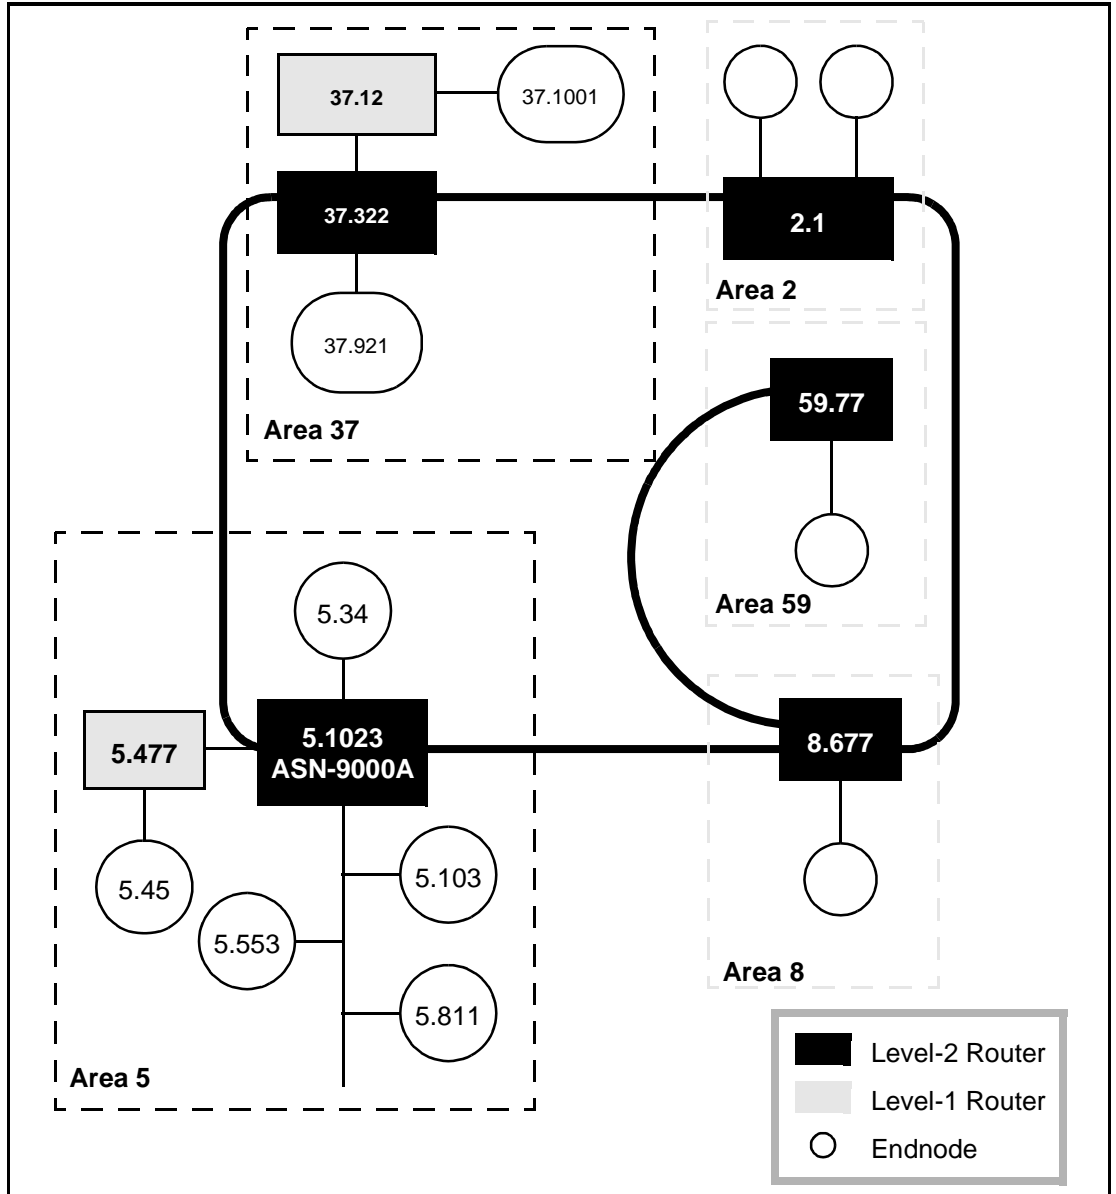 37.12
37.1001
37.322
2.1
Area 2
37.921
59.77
Area 37
Area 59
5.34
5.1023
ASN-9000A
8.677
5.477
5.45
5.103
5.553
Area 8
5.811
Area 5
Level-2 Router
Level-1 Router
Endnode